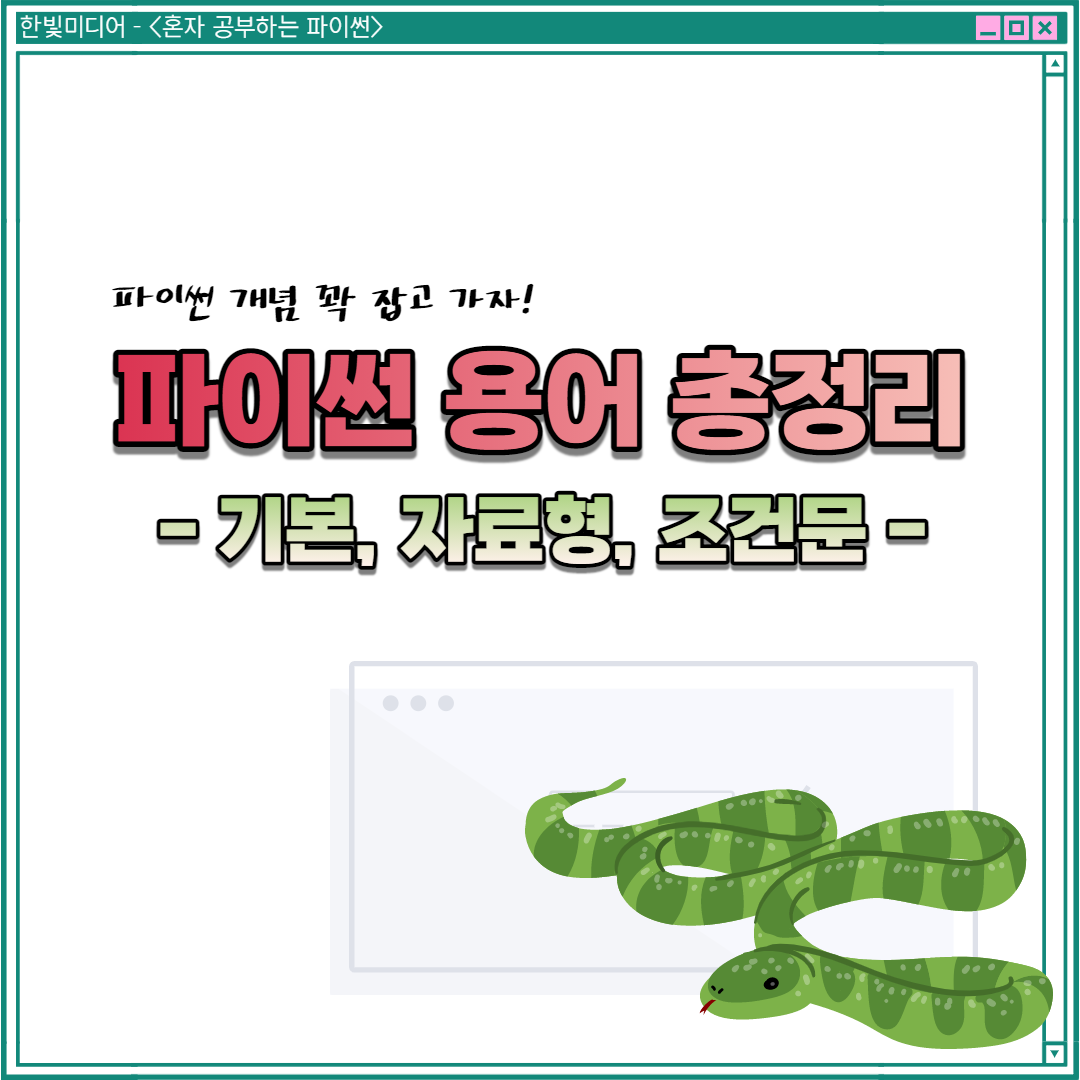 한빛미디어 - <혼자 공부하는 파이썬>
파이썬 개념 꽉 잡고 가자!
파이썬 용어 총정리
- 기본, 자료형, 조건문 -